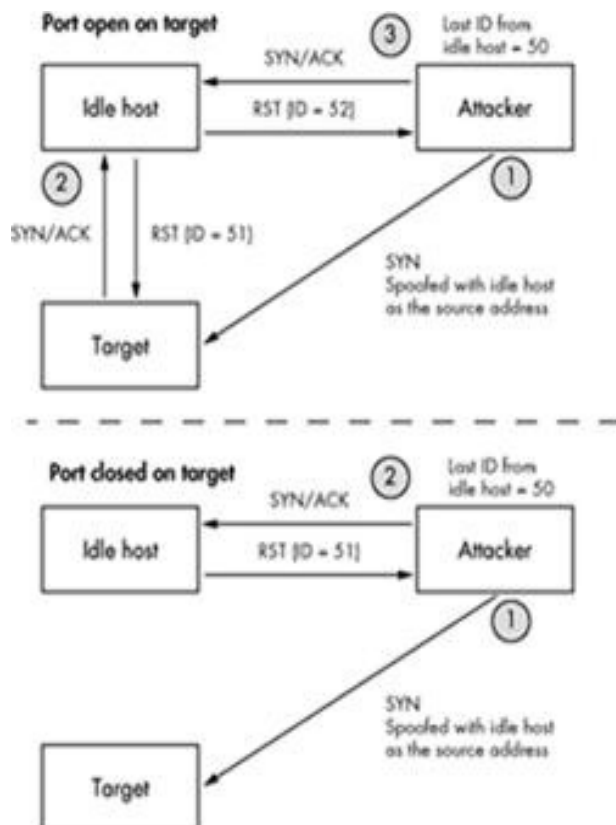 Port open on target
3
Last ID from
idle host = 50
SYN/ACK
Idle host
RST (ID = 52)
Attacker
1
2
SYN/ACK
RST (ID = 51)
SYN
Spoofed with idle host
as the source address
Target
Port closed on target
2
Last ID from
idle host = 50
SYN/ACK
Idle host
RST (ID = 51)
Attacker
1
SYN
Spoofed with idle host
as the source address
Target